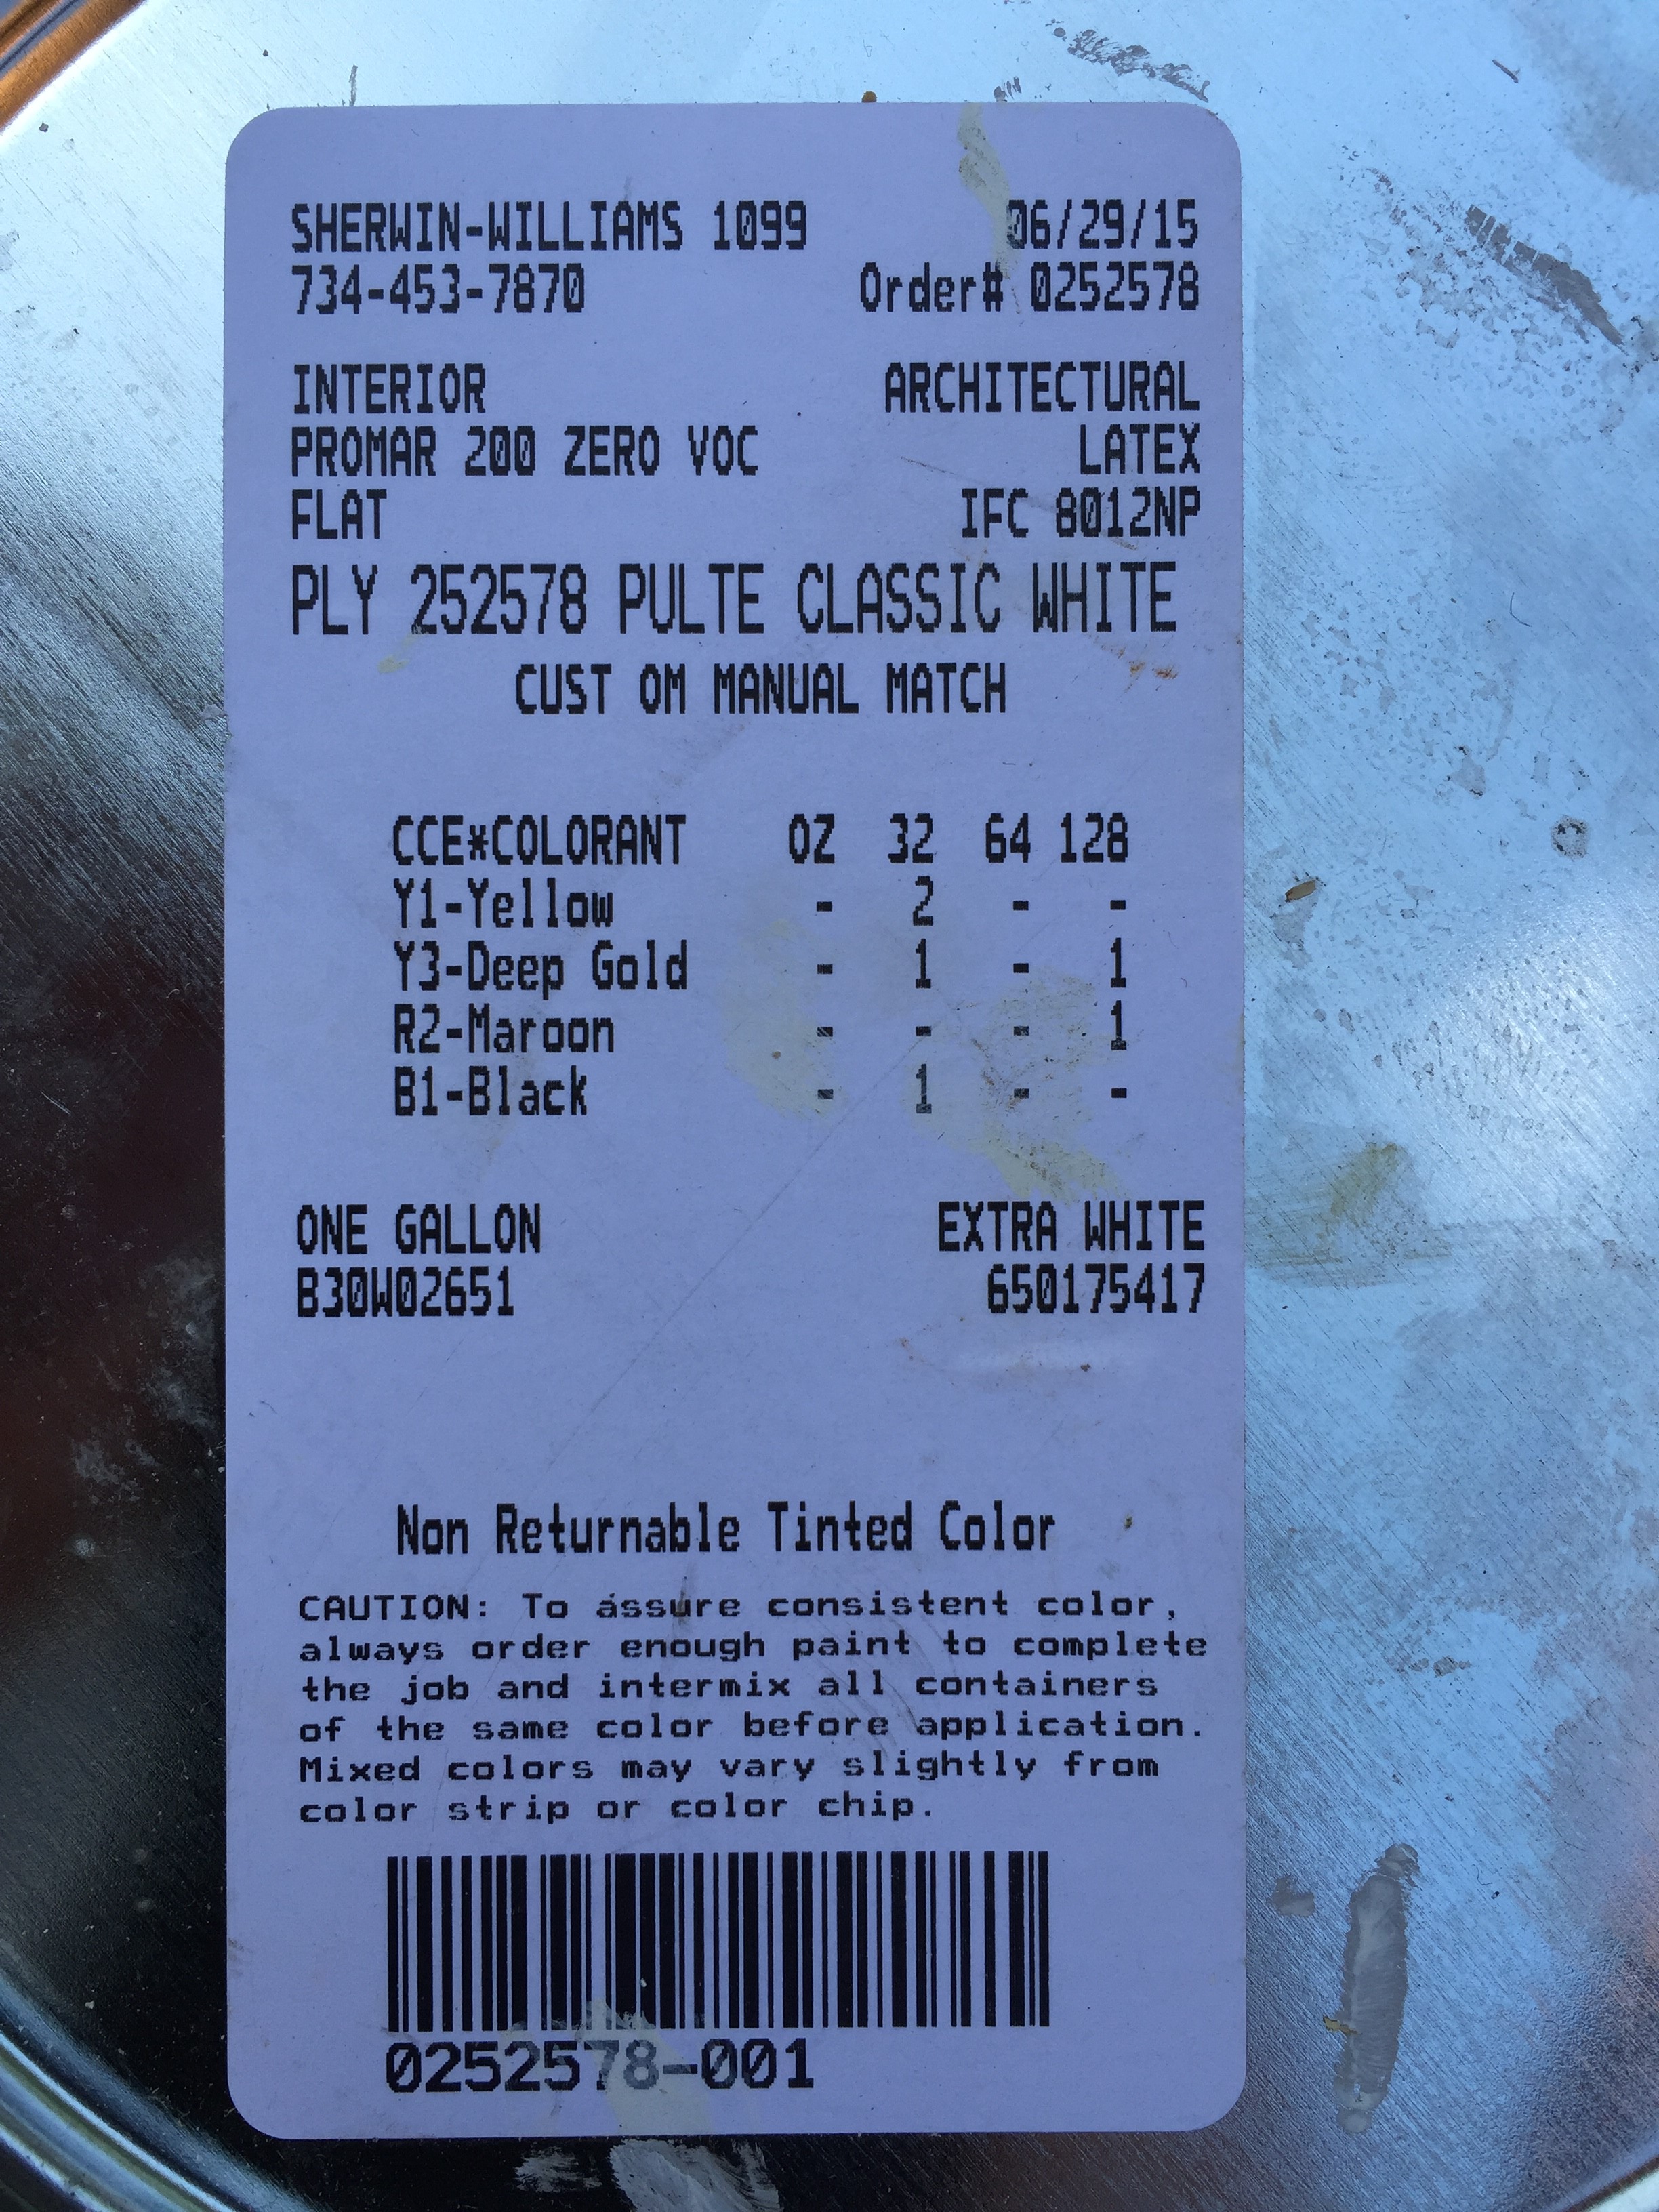 SHERWIN-WILLIAMS 1099 06/29/15
734-453-7870 Order# 0252578
INTERIOR ARCHITECTURAL
PROMAR 200 ZERO VOC LATEX
FLAT IFC 8012NP
PLY 252578 PULTE CLASSIC WHITE
CUST OM MANUAL MATCH
CCE*COLORANT OZ 32 64 128
Y1-Yellow - 2 - -
Y3-Deep Gold - 1 - 1
R2-Maroon - - - 1
B1-Black - 1 - -
ONE GALLON EXTRA WHITE
B30W02651 650175417
Non Returnable Tinted Color
CAUTION: To assure consistent color,
always order enough paint to complete
the job and intermix all containers
of the same color before application.
Mixed colors may vary slightly from
color strip or color chip.
0252578-001